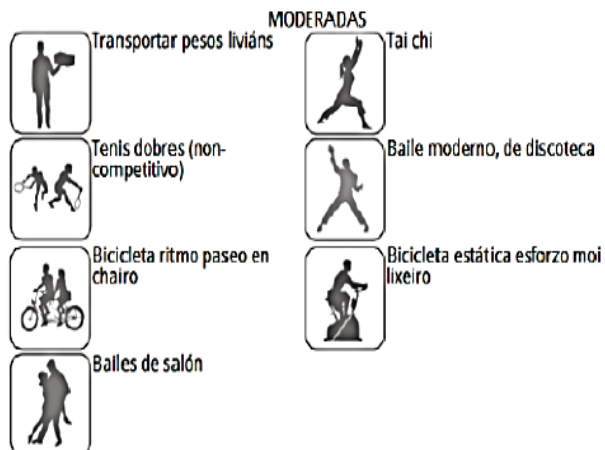 MODERADAS
Transportar pesos liviáns
Tenis dobres (non-
competitivo)
Bicicleta ritmo paseo en
chairo
Bailes de salón
Tai chi
Baile moderno, de discoteca
Bicicleta estática esforzo moi
lixeiro